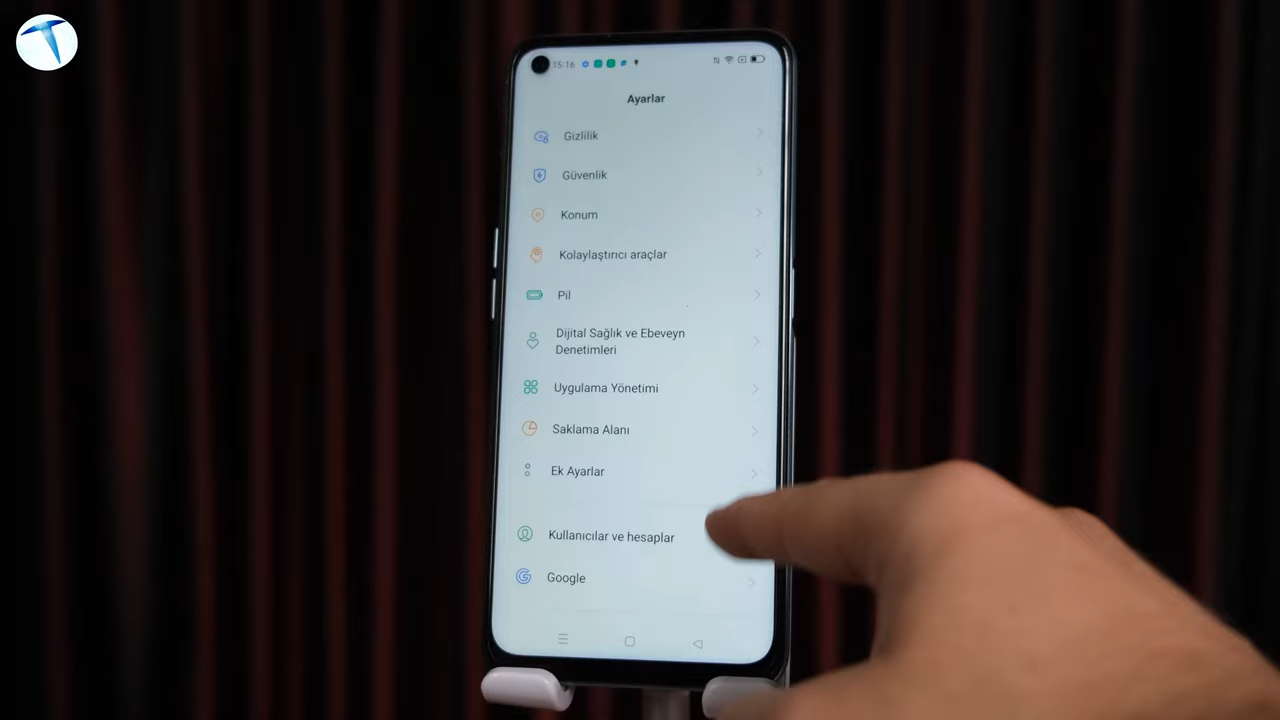 15:16
Ayarlar
Gizlilik
Güvenlik
Konum
Kolaylaştırıcı araçlar
Pil
Dijital Sağlık ve Ebeveyn
Denetimleri
Uygulama Yönetimi
Saklama Alanı
Ek Ayarlar
Kullanıcılar ve hesaplar
Google